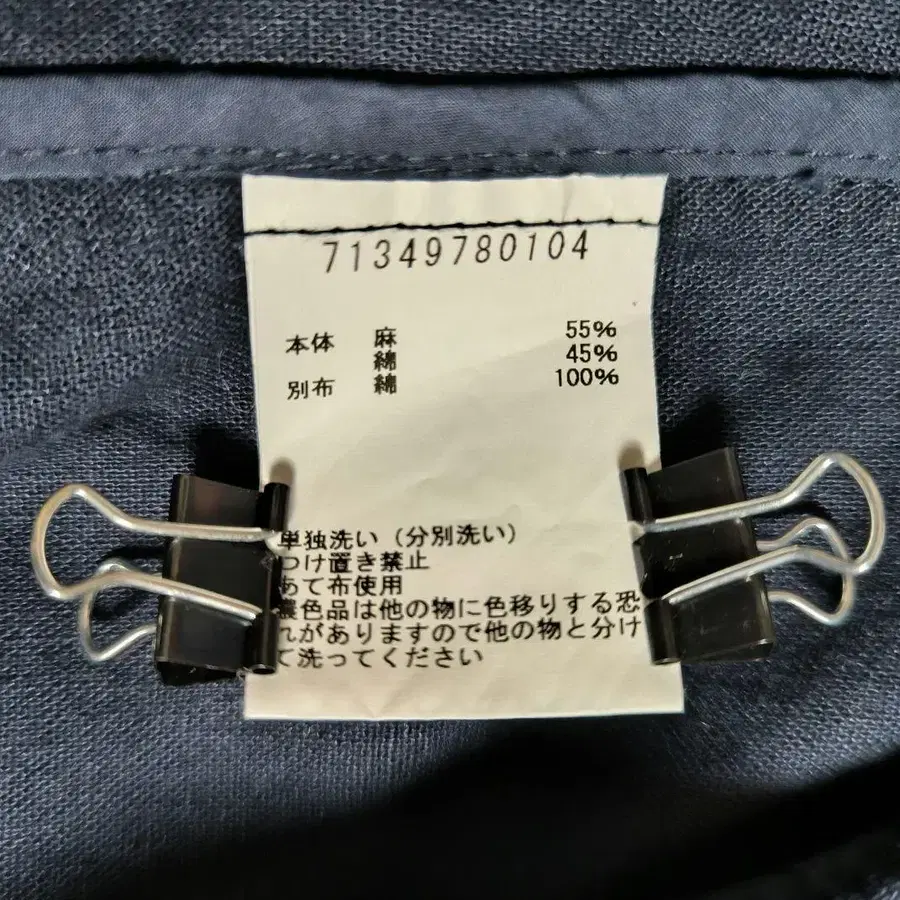 71349780104
本体 麻 55%
綿 45%
別布 綿 100%
単独洗い（分別洗い）
つけ置き禁止
あて布使用
濃色品は他の物に色移りする恐
れがありますので他の物と分け
て洗ってください